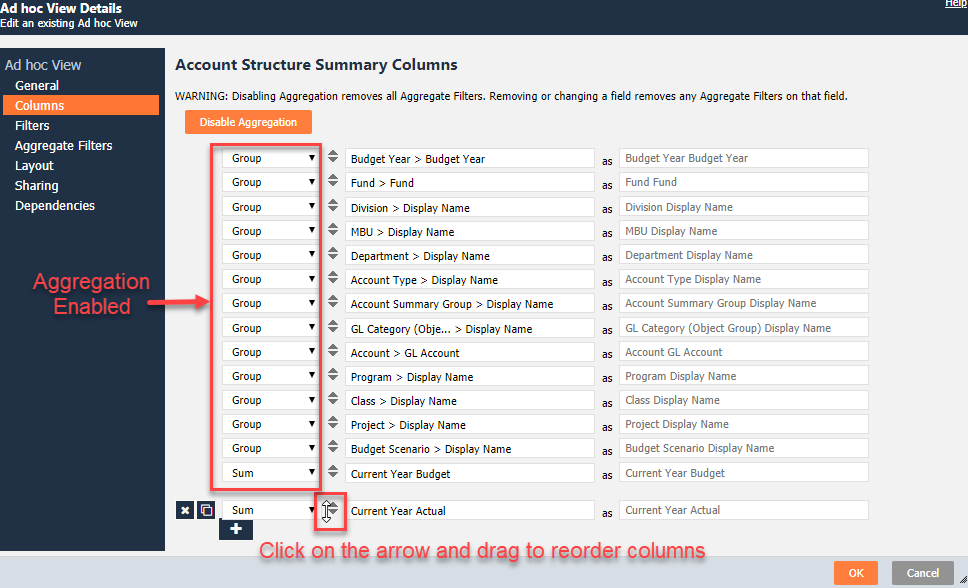 Ad hoc View Details
Help
Edit an existing Ad hoc View
Ad hoc View
General
Columns
Filters
Aggregate Filters
Layout
Sharing
Dependencies
Account Structure Summary Columns
WARNING: Disabling Aggregation removes all Aggregate Filters. Removing or changing a field removes any Aggregate Filters on that field.
Disable Aggregation
Group Budget Year > Budget Year as Budget Year Budget Year
Group Fund > Fund as Fund Fund
Group Division > Display Name as Division Display Name
Group MBU > Display Name as MBU Display Name
Group Department > Display Name as Department Display Name
Group Account Type > Display Name as Account Type Display Name
Group Account Summary Group > Display Name as Account Summary Group Display Name
Group GL Category (Obje... > Display Name as GL Category (Object Group) Display Name
Group Account > GL Account as Account GL Account
Group Program > Display Name as Program Display Name
Group Class > Display Name as Class Display Name
Group Project > Display Name as Project Display Name
Group Budget Scenario > Display Name as Budget Scenario Display Name
Sum Current Year Budget as Current Year Budget
Sum Current Year Actual as Current Year Actual
Aggregation
Enabled
Click on the arrow and drag to reorder columns
OK Cancel